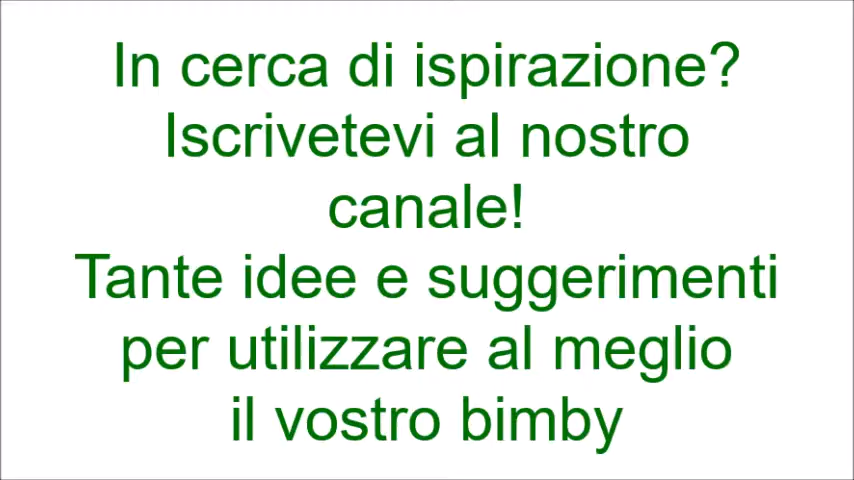 In cerca di ispirazione?
Iscrivetevi al nostro
canale!
Tante idee e suggerimenti
per utilizzare al meglio
il vostro bimby